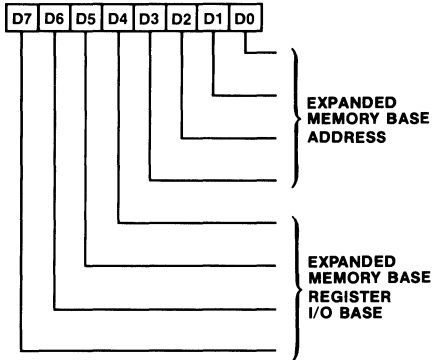 D7 D6 D5 D4 D3 D2 D1 D0
EXPANDED
MEMORY BASE
ADDRESS
EXPANDED
MEMORY BASE
REGISTER
I/O BASE